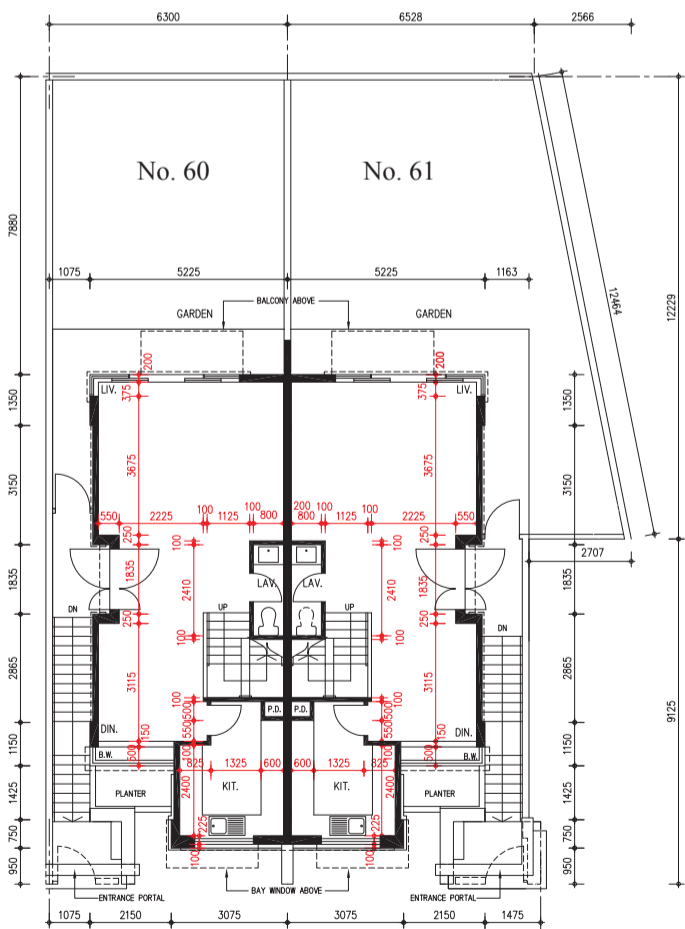 6300 6528 2566
No. 60 No. 61
7880 12464 12229
1075 5225 5225 1163
BALCONY ABOVE
GARDEN GARDEN
200 200
LIV. LIV.
375 375
1350 1350
3675 3675
3150 3150
550 2225 100 1125 100 800 200 800 100 1125 100 2225 550
250 100 100 250
2707
1835 1835 2410 LAV. LAV. 2410 1835 1835
DN UP UP DN
250 100 100 250
2865 3115 3115 2865
100 100
500 P.D. P.D. 500
9125
DIN. 550 550 DIN.
150 150
B.W. 500 100 100 500 B.W.
1150 1150
825 1325 600 600 1325 825
KIT. KIT.
2400 2400
PLANTER PLANTER
1425 1425
225 225
750 750
100 100
950 950
BAY WINDOW ABOVE
ENTRANCE PORTAL ENTRANCE PORTAL
1075 2150 3075 3075 2150 1475